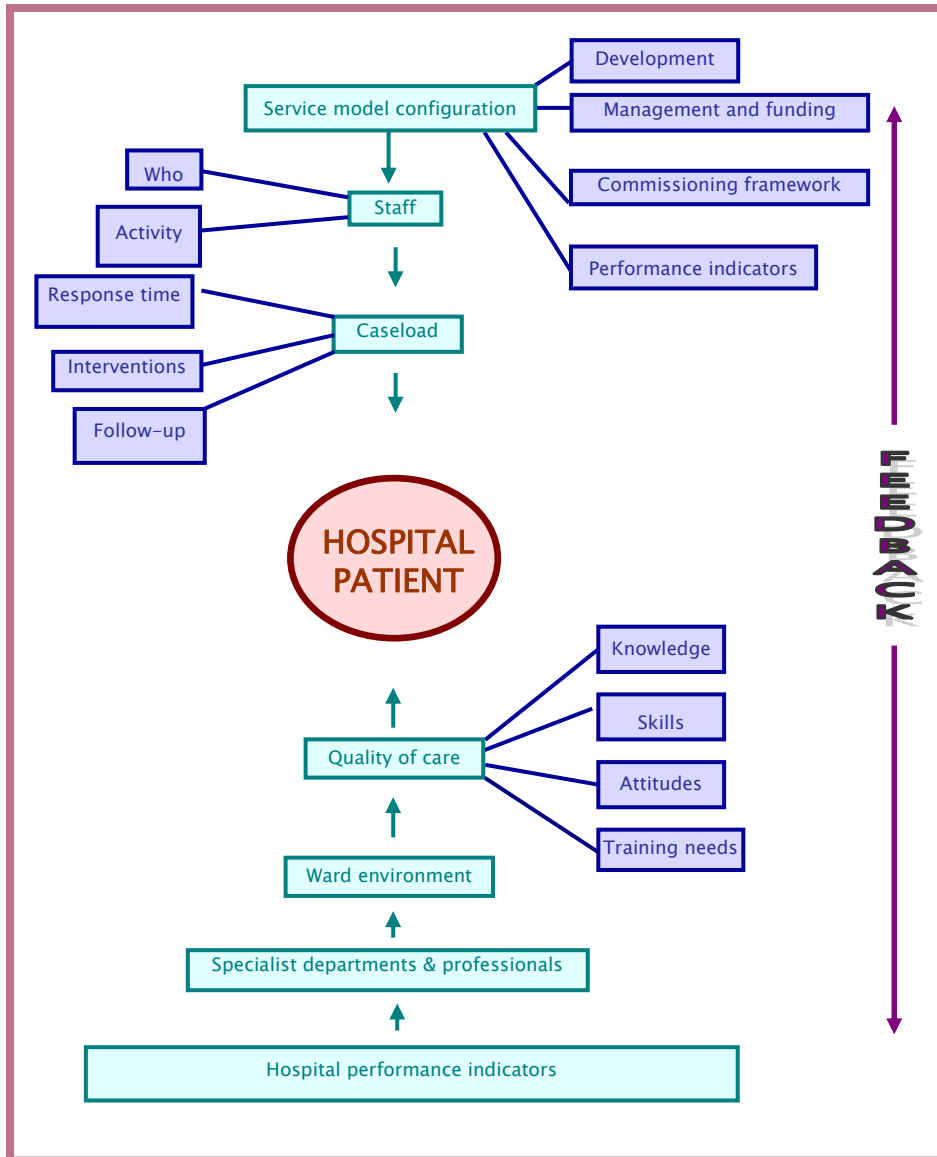 Development
Service model configuration
Management and funding
Who
Commissioning framework
Staff
Activity
Performance indicators
Response time
Caseload
Interventions
Follow-up
HOSPITAL
PATIENT
FEEDBACK
Knowledge
Skills
Quality of care
Attitudes
Training needs
Ward environment
Specialist departments & professionals
Hospital performance indicators